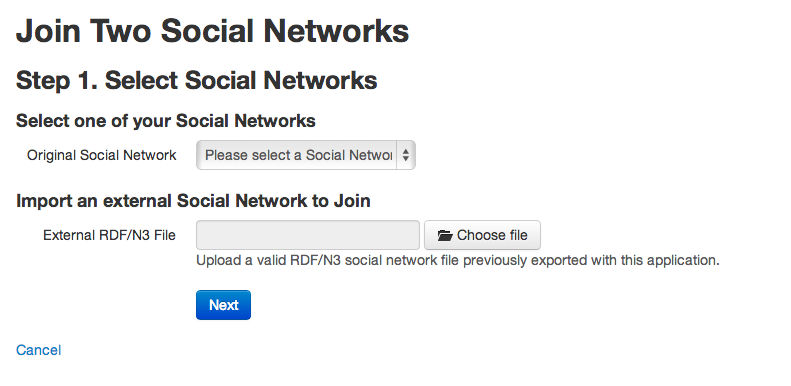 Join Two Social Networks
Step 1. Select Social Networks
Select one of your Social Networks
Original Social Network Please select a Social Networ
Import an external Social Network to Join
External RDF/N3 File Choose file
Upload a valid RDF/N3 social network file previously exported with this application.
Next
Cancel